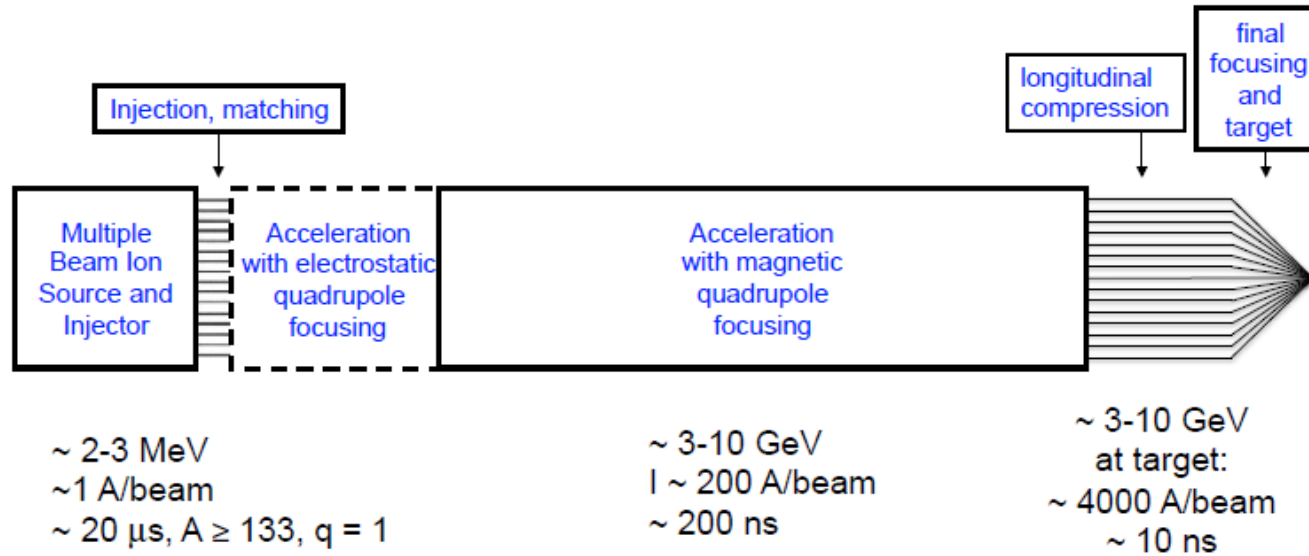 Injection, matching
longitudinal
compression
final
focusing
and
target
Multiple
Beam Ion
Source and
Injector
Acceleration
with electrostatic
quadrupole
focusing)
Acceleration
with magnetic
quadrupole
focusing
~ 2-3 MeV
~1 A/beam
~ 20 μs, A ≥ 133, q = 1
~ 3-10 GeV
I ~ 200 A/beam
~ 200 ns
~ 3-10 GeV
at target:
~ 4000 A/beam
~ 10 ns